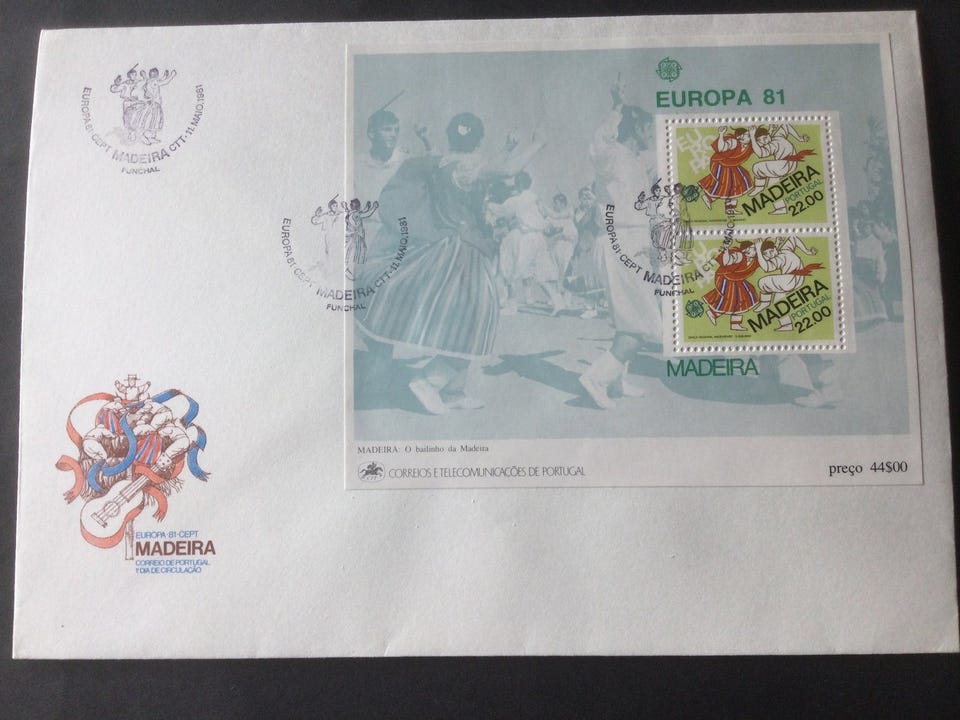 EUROPA 81-CEPT MADEIRA CTT-11.MAIO.1981
FUNCHAL
EUROPA 81-CEPT MADEIRA CTT-11.MAIO.1981
FUNCHAL
EUROPA 81
EUROPA 81-CEPT MADEIRA CTT
FUNCHAL
MADEIRA
PORTUGAL
22.00
MADEIRA
PORTUGAL
22.00
MADEIRA
MADEIRA: O bailinho da Madeira
CORREIOS E TELECOMUNICAÇÕES DE PORTUGAL
preço 44$00
EUROPA-81-CEPT
MADEIRA
CORREIO DE PORTUGAL
1º DIA DE CIRCULAÇÃO